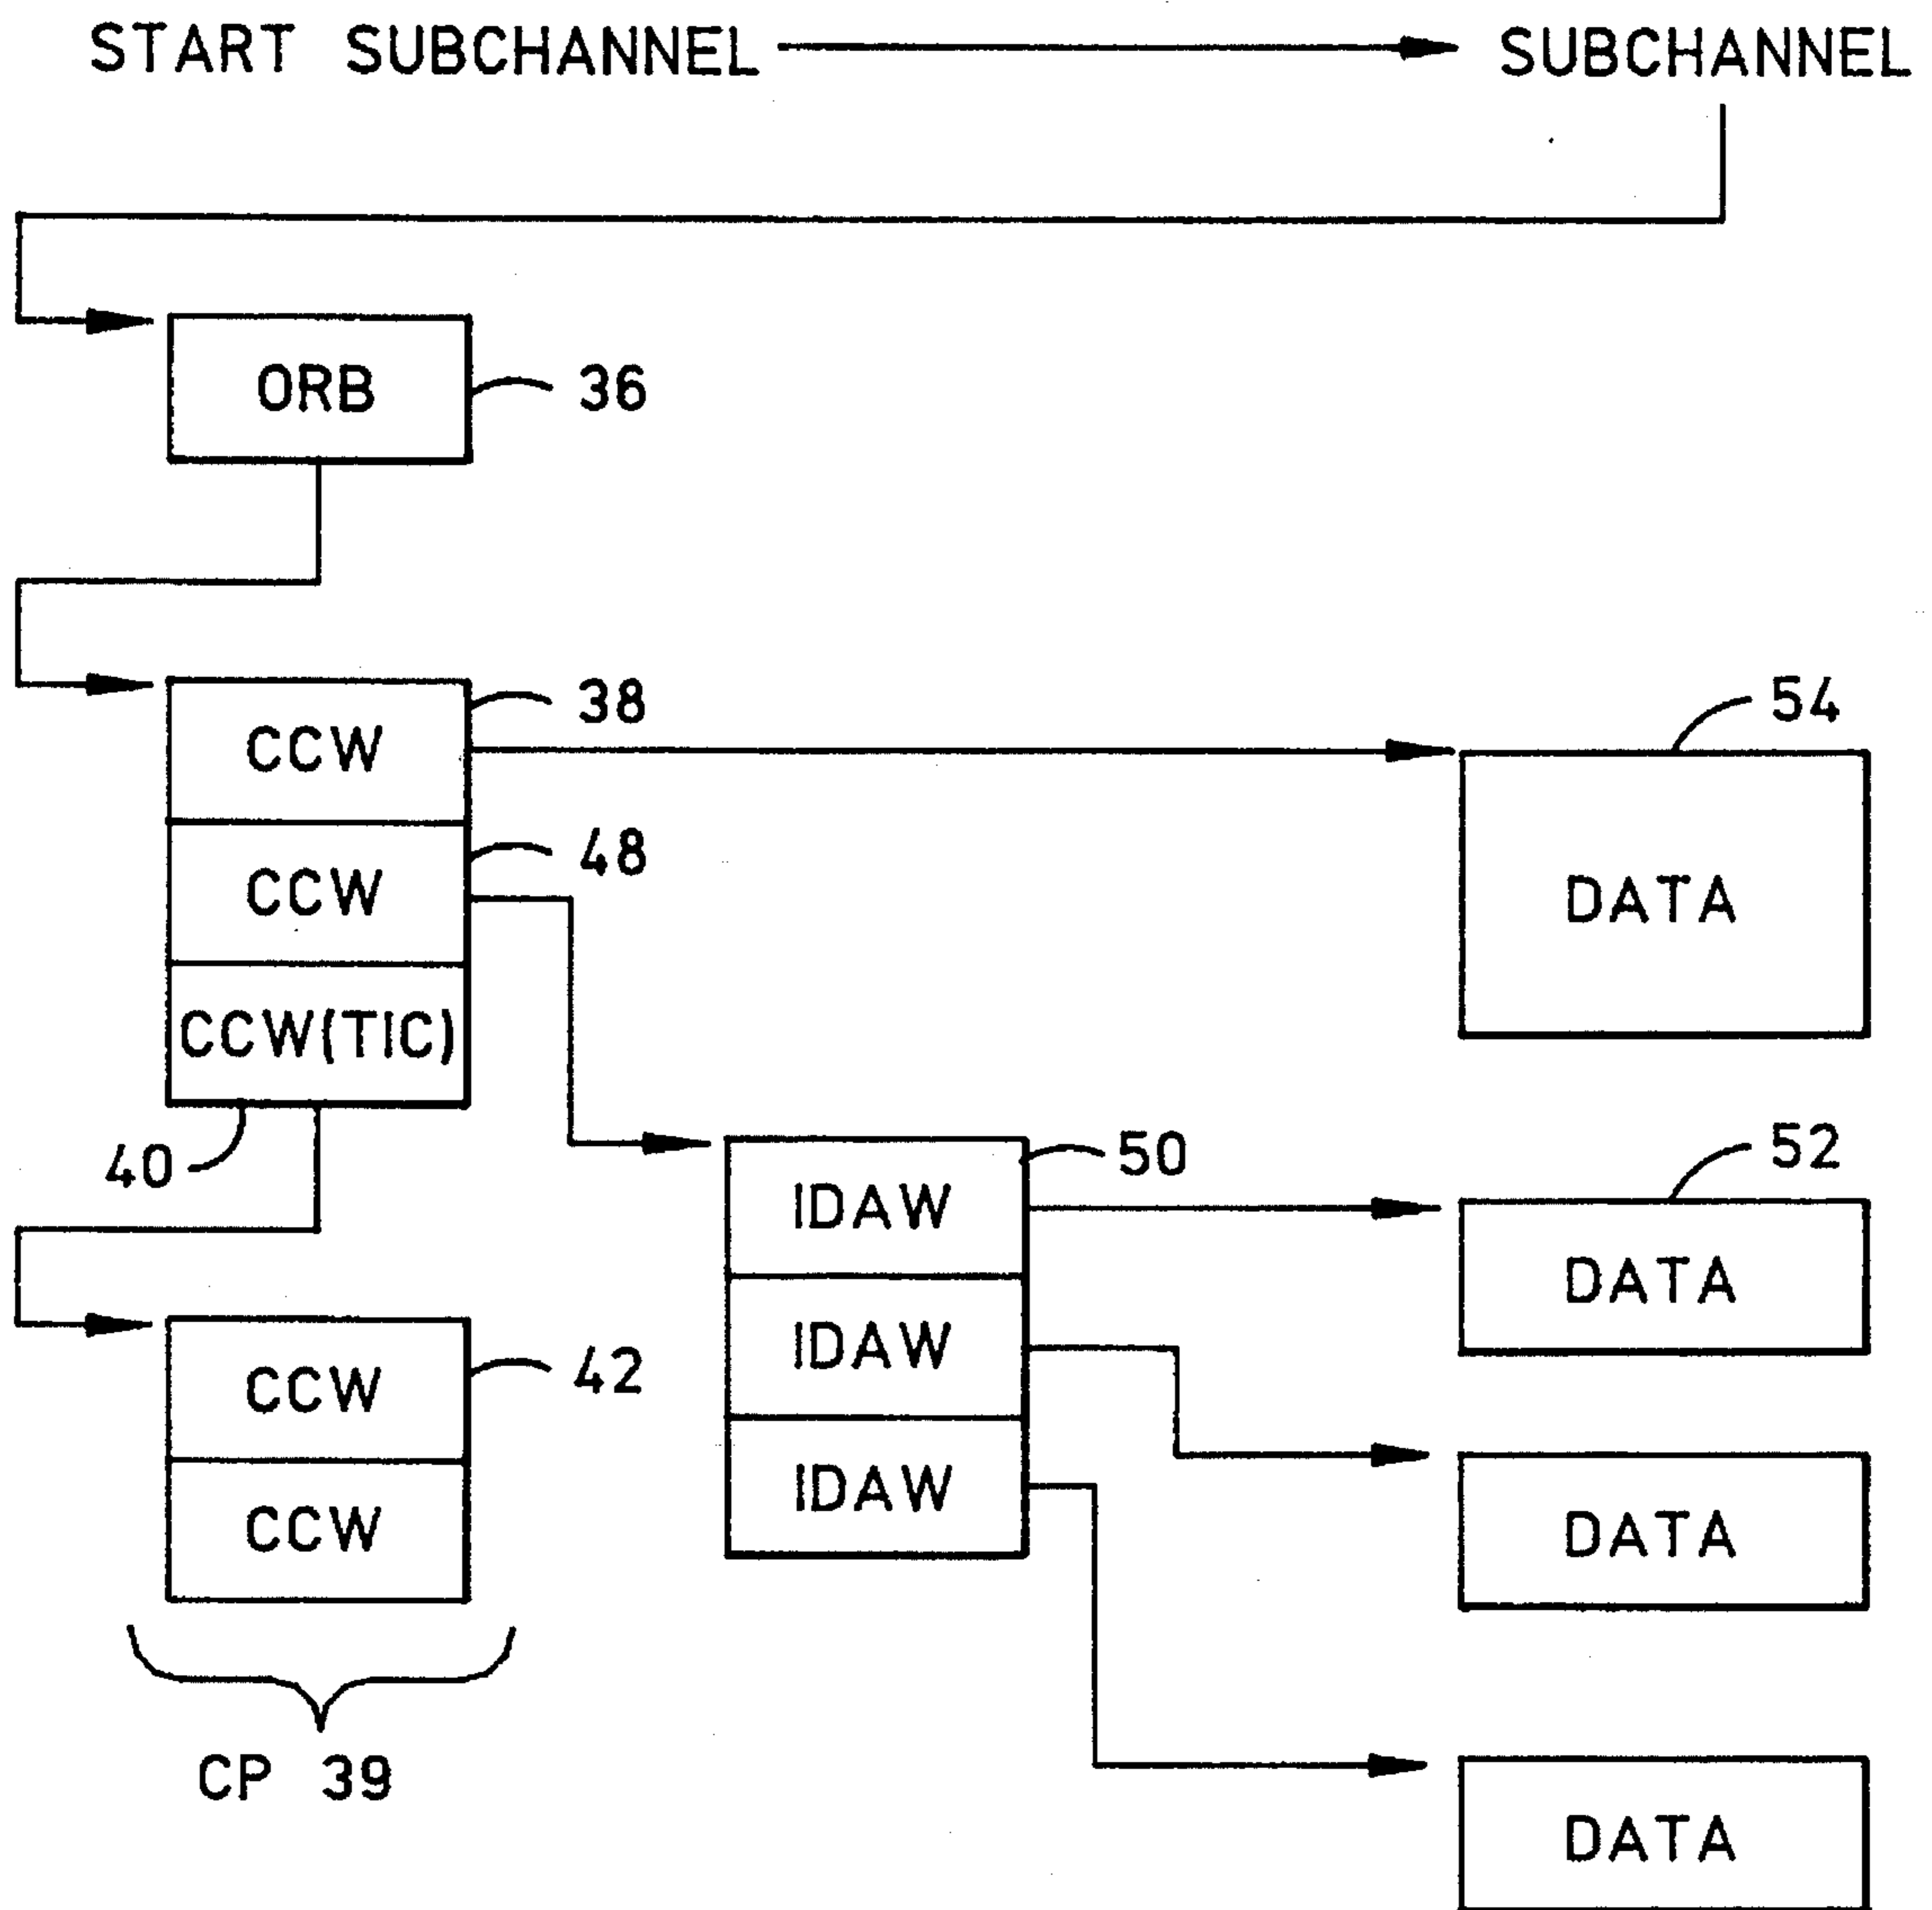 START SUBCHANNEL SUBCHANNEL
ORB 36
CCW 38
54
CCW 48
DATA
CCW(TIC)
40
50
52
IDAW
DATA
IDAW
CCW 42
IDAW
CCW
DATA
CP 39
DATA